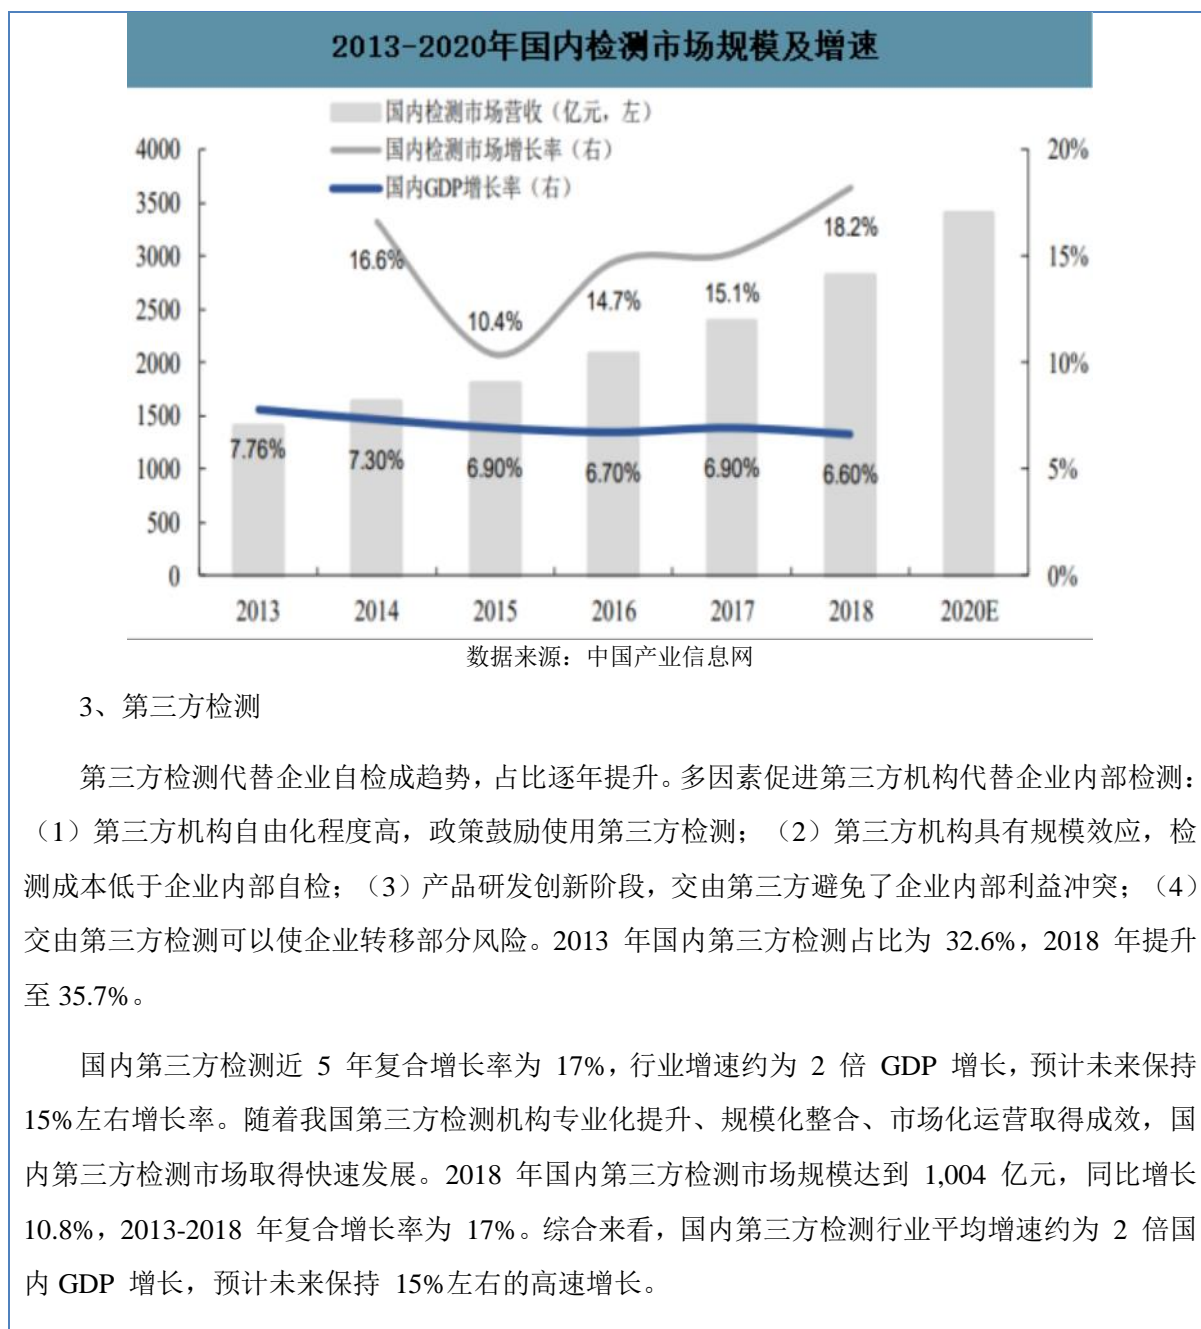 2013-2020年国内检测市场规模及增速
国内检测市场营收（亿元，左）
国内检测市场增长率（右）
国内GDP增长率（右）
4000
3500
3000
2500
2000
1500
1000
500
0
20%
15%
10%
5%
0%
16.6%
10.4%
14.7%
15.1%
18.2%
7.76%
7.30%
6.90%
6.70%
6.90%
6.60%
2013 2014 2015 2016 2017 2018 2020E
数据来源：中国产业信息网
3、第三方检测
第三方检测代替企业自检成趋势，占比逐年提升。多因素促进第三方机构代替企业内部检测：
（1）第三方机构自由化程度高，政策鼓励使用第三方检测；（2）第三方机构具有规模效应，检
测成本低于企业内部自检；（3）产品研发创新阶段，交由第三方避免了企业内部利益冲突；（4）
交由第三方检测可以使企业转移部分风险。2013 年国内第三方检测占比为 32.6%，2018 年提升
至 35.7%。
国内第三方检测近 5 年复合增长率为 17%，行业增速约为 2 倍 GDP 增长，预计未来保持
15%左右增长率。随着我国第三方检测机构专业化提升、规模化整合、市场化运营取得成效，国
内第三方检测市场取得快速发展。2018 年国内第三方检测市场规模达到 1,004 亿元，同比增长
10.8%，2013-2018 年复合增长率为 17%。综合来看，国内第三方检测行业平均增速约为 2 倍国
内 GDP 增长，预计未来保持 15%左右的高速增长。